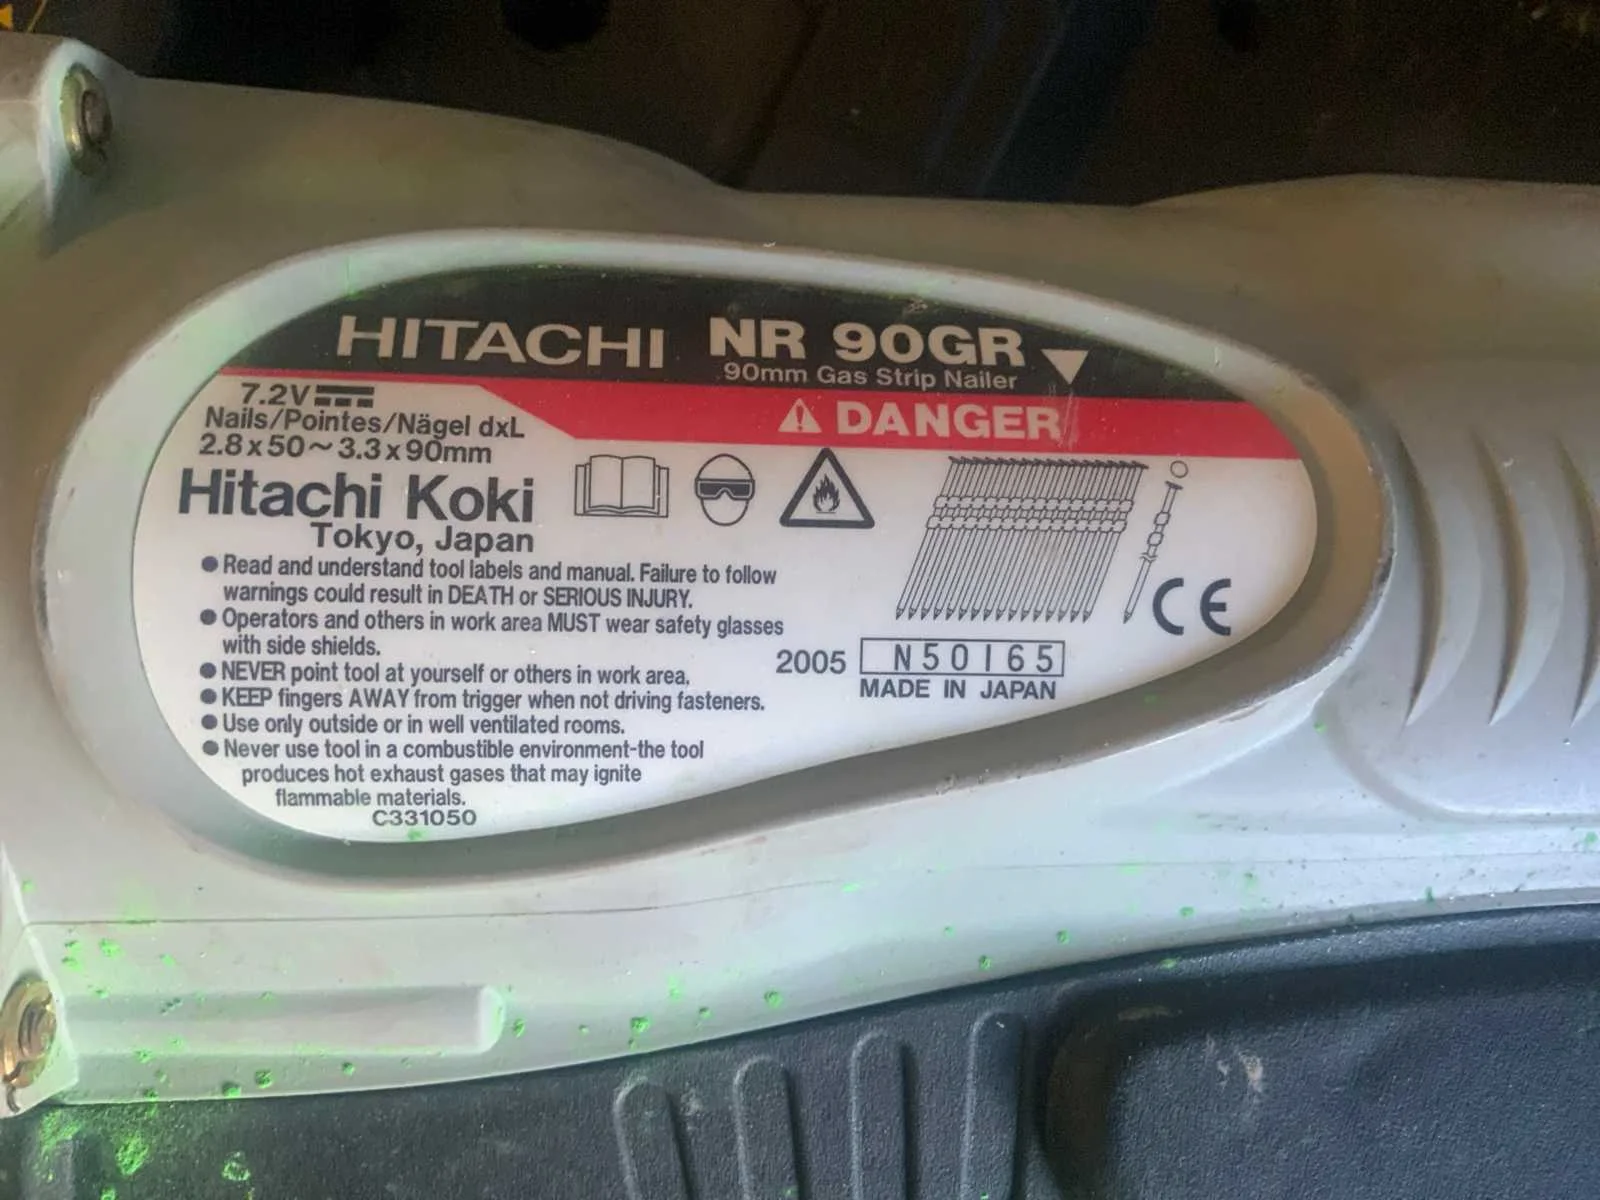 HITACHI NR 90GR
90mm Gas Strip Nailer
7.2V
DANGER
Nails/Pointes/Nägel dxL
2.8x50~3.3x90mm
Hitachi Koki
Tokyo, Japan
● Read and understand tool labels and manual. Failure to follow
warnings could result in DEATH or SERIOUS INJURY.
● Operators and others in work area MUST wear safety glasses
with side shields.
● NEVER point tool at yourself or others in work area.
● KEEP fingers AWAY from trigger when not driving fasteners.
● Use only outside or in well ventilated rooms.
● Never use tool in a combustible environment-the tool
produces hot exhaust gases that may ignite
flammable materials.
C331050
CE
2005 N50165
MADE IN JAPAN